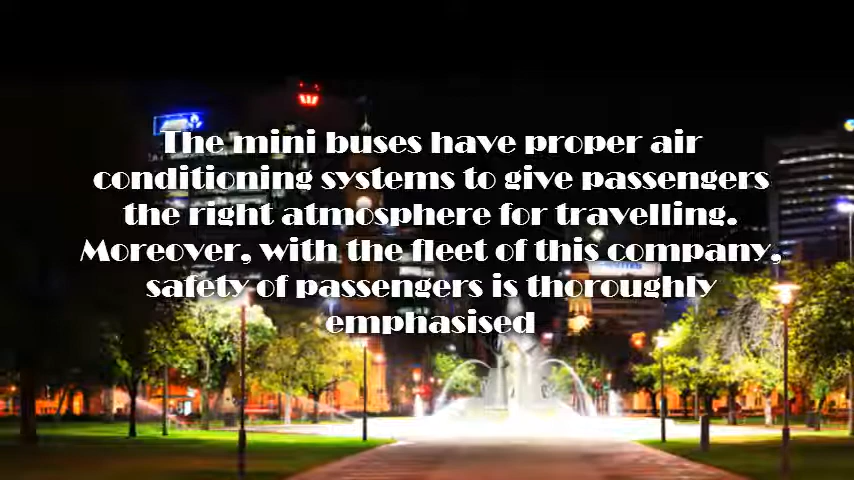 The mini buses have proper air
conditioning systems to give passengers
the right atmosphere for travelling.
Moreover, with the fleet of this company,
safety of passengers is thoroughly
emphasised